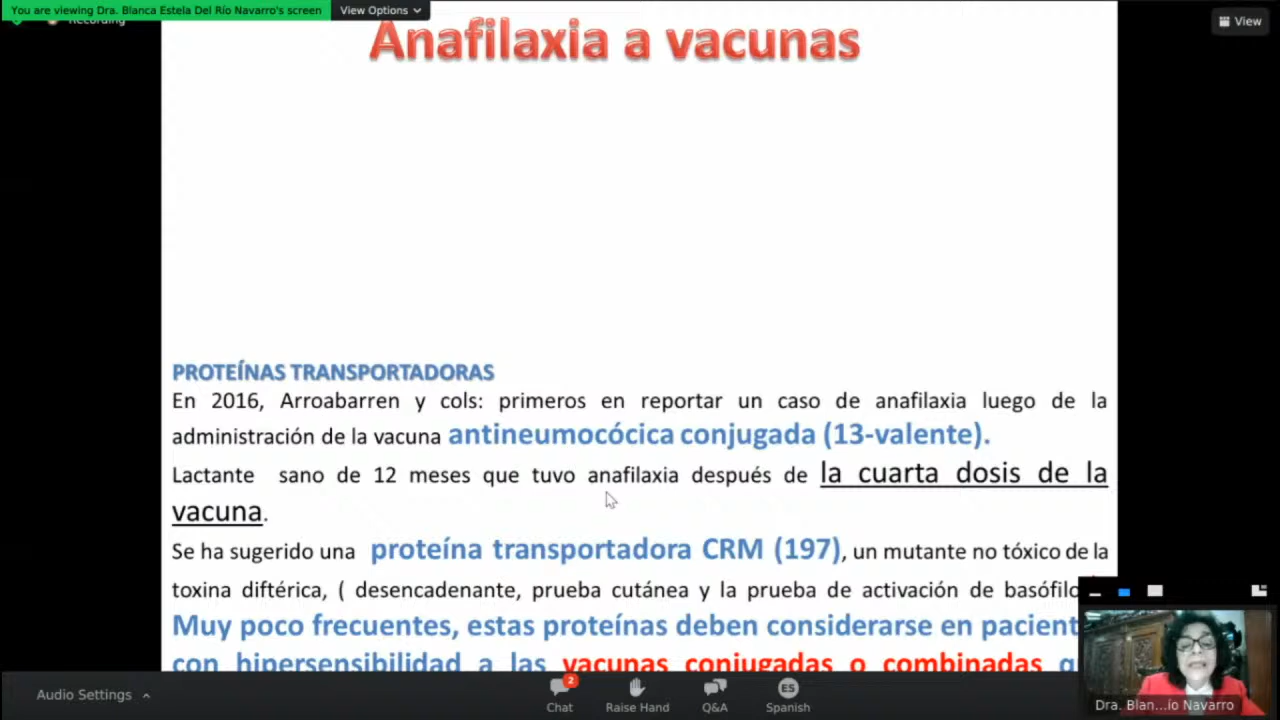 You are viewing Dra. Blanca Estela Del Río Navarro's screen
View Options
Recording
View
Anafilaxia a vacunas
PROTEÍNAS TRANSPORTADORAS
En 2016, Arroabarren y cols: primeros en reportar un caso de anafilaxia luego de la
administración de la vacuna antineumocócica conjugada (13-valente).
Lactante sano de 12 meses que tuvo anafilaxia después de la cuarta dosis de la
vacuna.
Se ha sugerido una proteína transportadora CRM (197), un mutante no tóxico de la
toxina diftérica, ( desencadenante, prueba cutánea y la prueba de activación de
Muy poco frecuentes, estas proteínas deben considerarse en
con hipersensibilidad a las vacunas conjugadas o combinadas
Audio Settings
2
Chat
Raise Hand
Q&A
ES
Spanish
Dra. Blan...ío Navarro